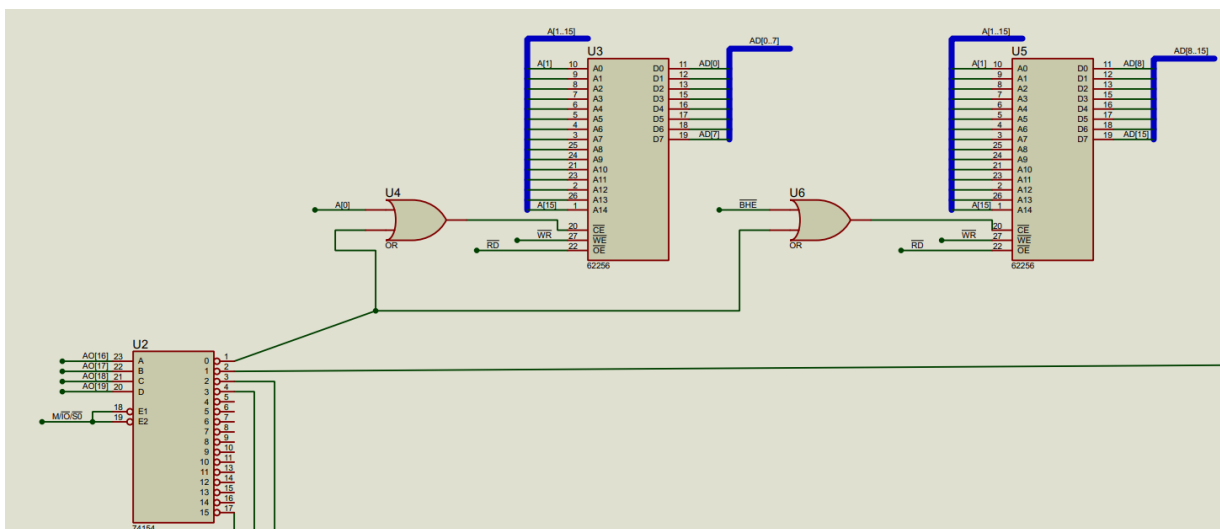 A[1..15]
U3
AD[0..7]
A[1] 10 A0 D0 11 AD[0]
9 A1 D1 12
8 A2 D2 13
7 A3 D3 15
6 A4 D4 16
5 A5 D5 17
4 A6 D6 18
3 A7 D7 19 AD[7]
25 A8
24 A9
21 A10
23 A11
2 A12
26 A13
A[15] 1 A14
20 CE
WR 27 WE
RD 22 OE
62256
A[1..15]
U5
AD[8..15]
A[1] 10 A0 D0 11 AD[8]
9 A1 D1 12
8 A2 D2 13
7 A3 D3 15
6 A4 D4 16
5 A5 D5 17
4 A6 D6 18
3 A7 D7 19 AD[15]
25 A8
24 A9
21 A10
23 A11
2 A12
26 A13
A[15] 1 A14
20 CE
WR 27 WE
RD 22 OE
62256
U4
A[0]
OR
U6
BHE
OR
U2
AO[16] 23 A 0 1
AO[17] 22 B 1 2
AO[18] 21 C 2 3
AO[19] 20 D 3 4
4 5
18 E1 5 6
M/IO/S0 19 E2 6 7
7 8
8 9
9 10
10 11
11 13
12 14
13 15
14 16
15 17
74154